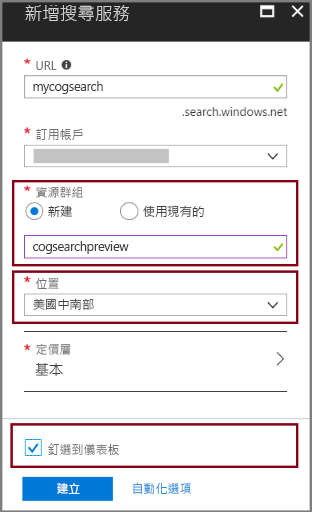 新增搜尋服務
* URL
mycogsearch
.search.windows.net
* 訂用帳戶
* 資源群組
新建 使用現有的
cogsearchpreview
* 位置
美國中南部
* 定價層
基本
釘選到儀表板
建立 自動化選項